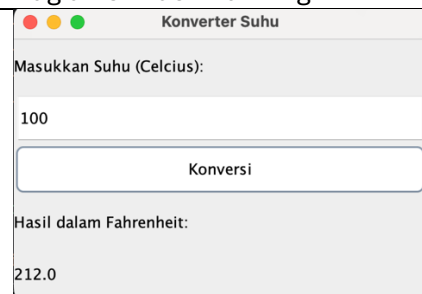 Konverter Suhu
Masukkan Suhu (Celcius):
100
Konversi
Hasil dalam Fahrenheit:
212.0